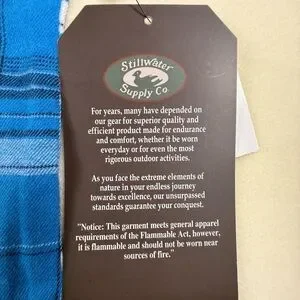 StillWater
Supply Co.
For years, many have depended on
our gear for superior quality and
efficient product made for endurance
and comfort, whether it be worn
everyday or for even the most
rigorous outdoor activities.
As you face the extreme elements of
nature in your endless journey
towards excellence, our unsurpassed
standards guarantee your conquest.
"Notice: This garment meets general apparel
requirements of the Flammable Act, however,
it is flammable and should not be worn near
sources of fire."